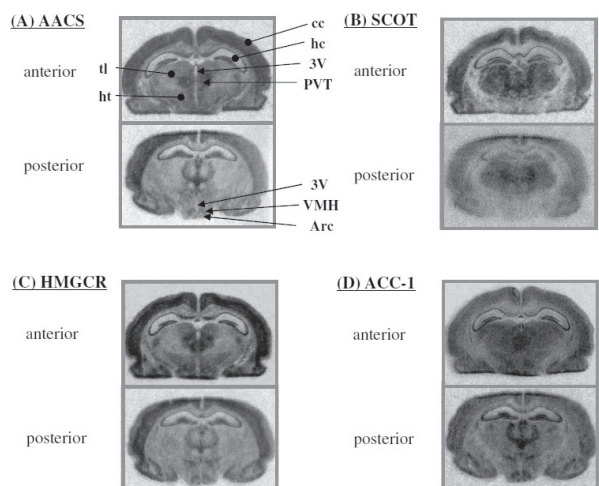 (A) AACS
anterior
posterior
cc
hc
3V
PVT
tl
ht
3V
VMH
Arc
(B) SCOT
anterior
posterior
(C) HMGCR
anterior
posterior
(D) ACC-1
anterior
posterior